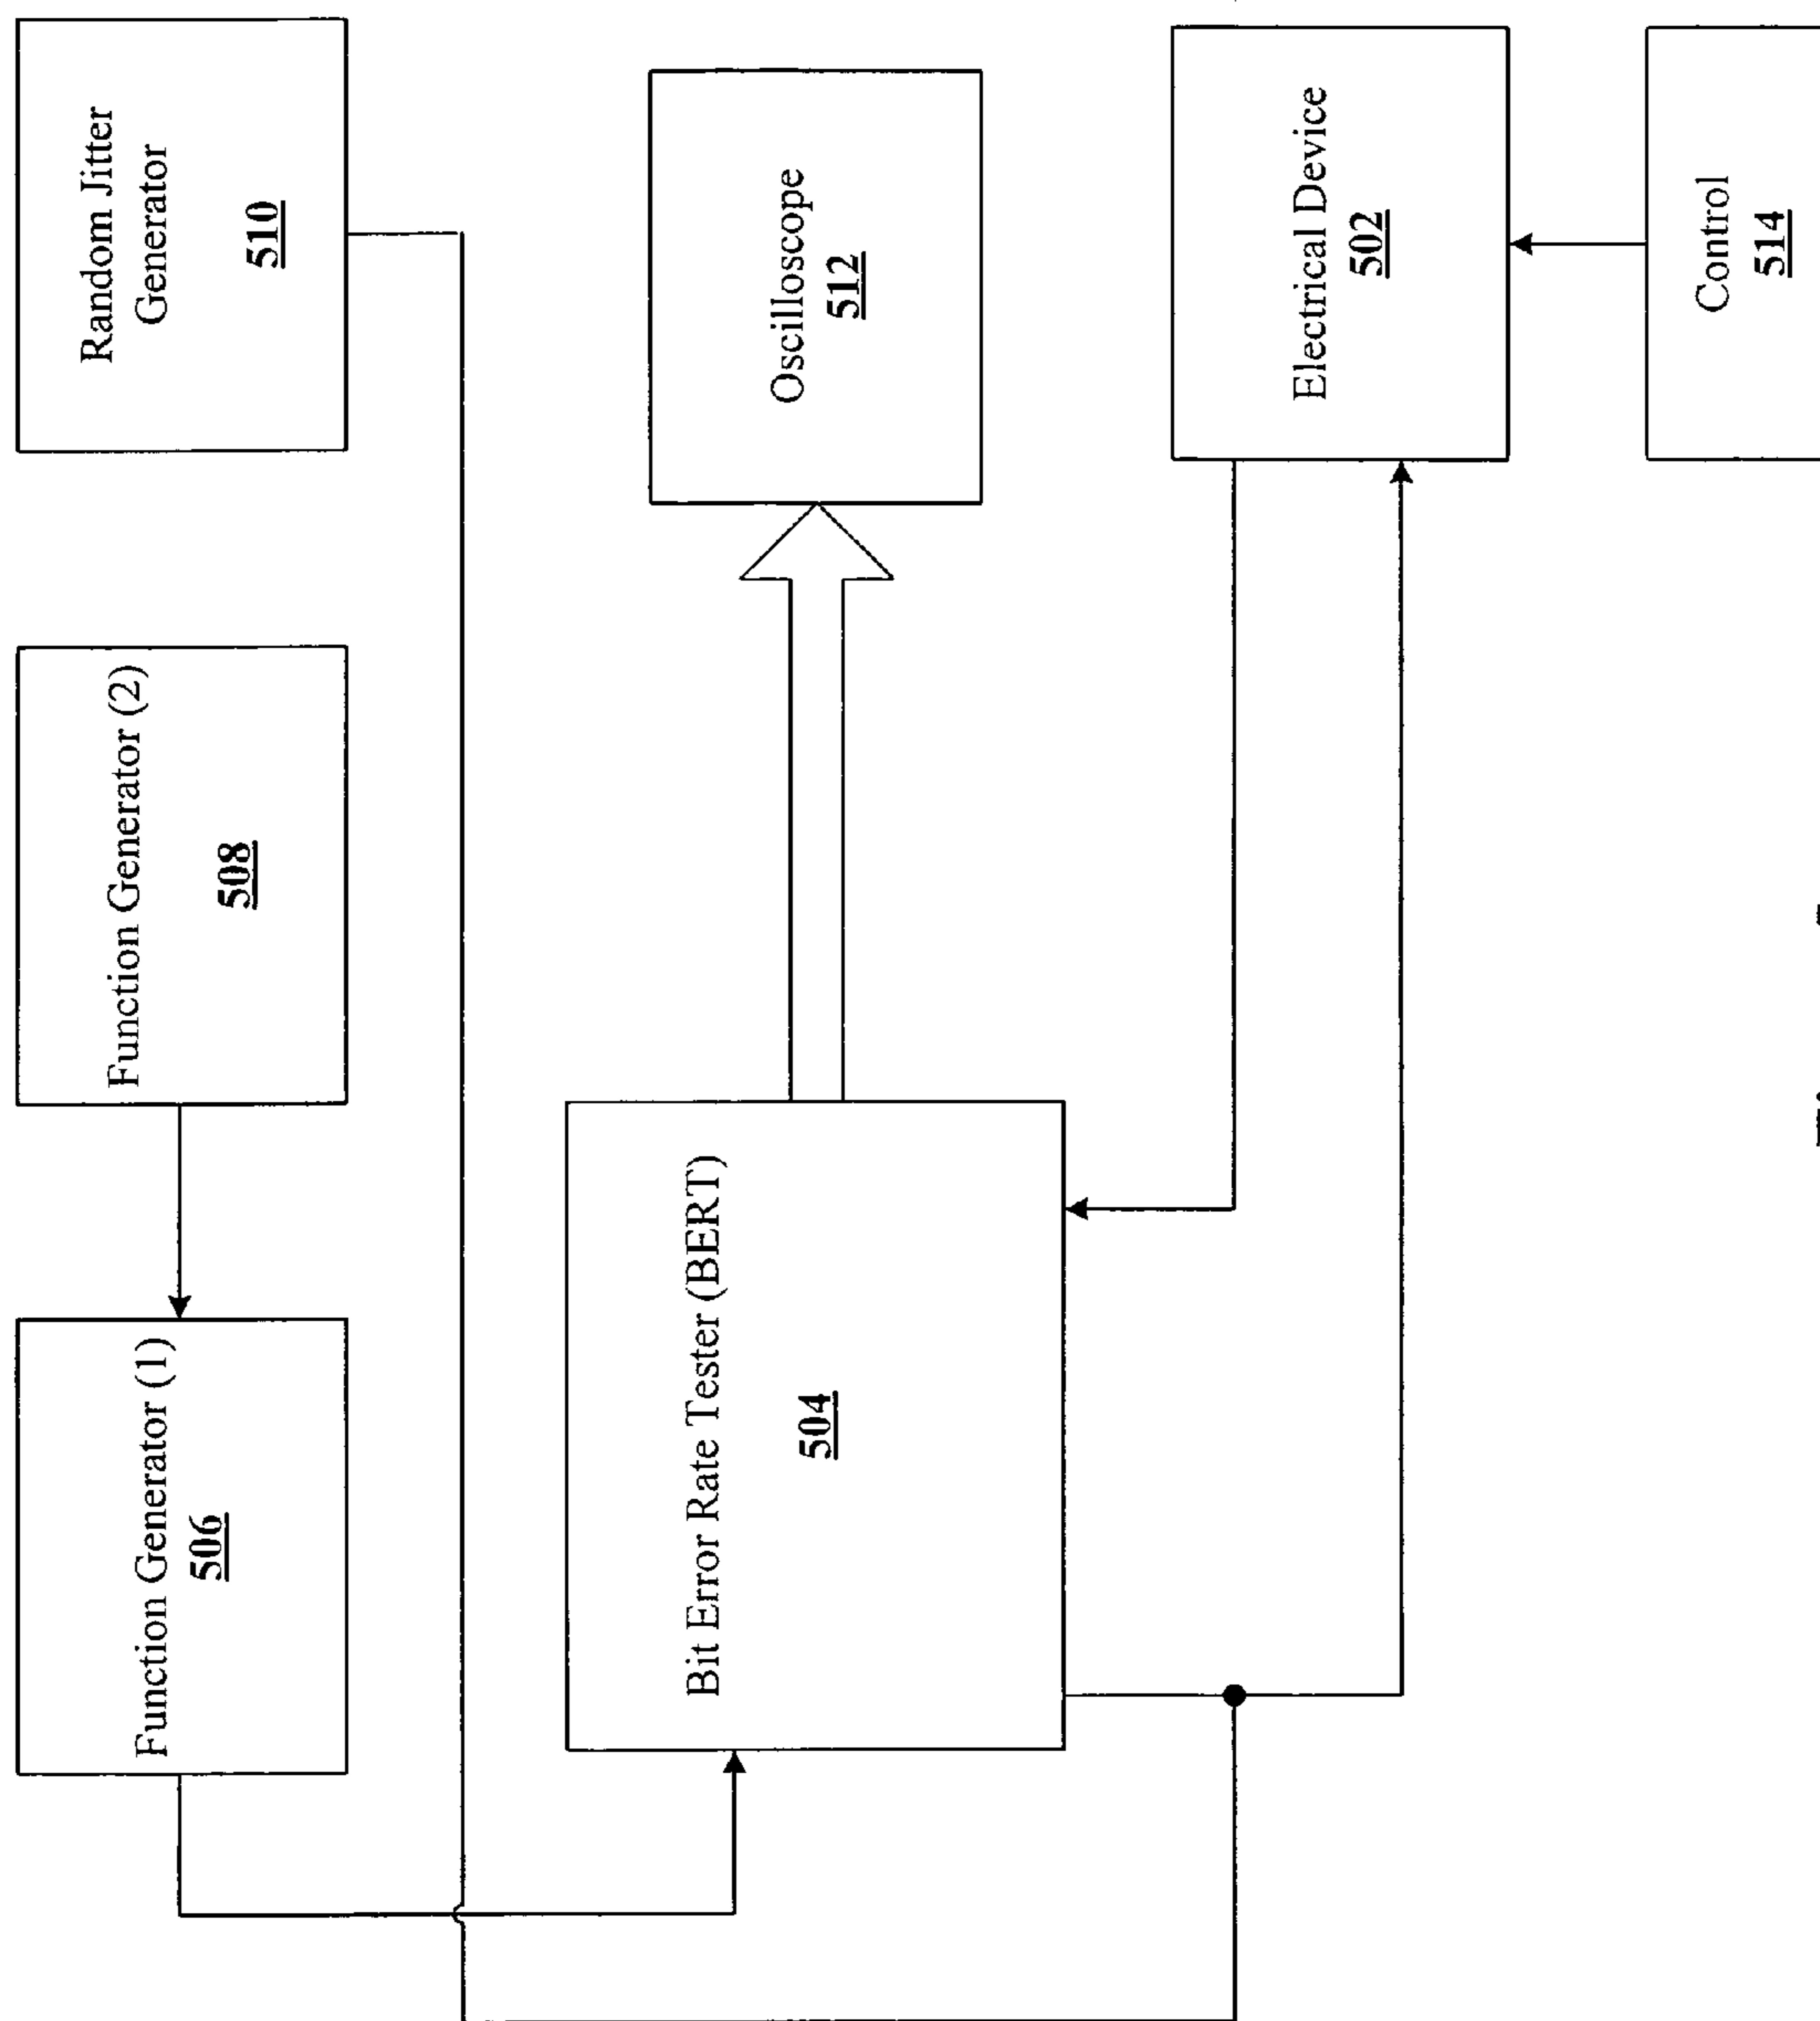 Function Generator (1)
506
Function Generator (2)
508
Random Jitter
Generator
510
Bit Error Rate Tester (BERT)
504
Oscilloscope
512
Electrical Device
502
Control
514